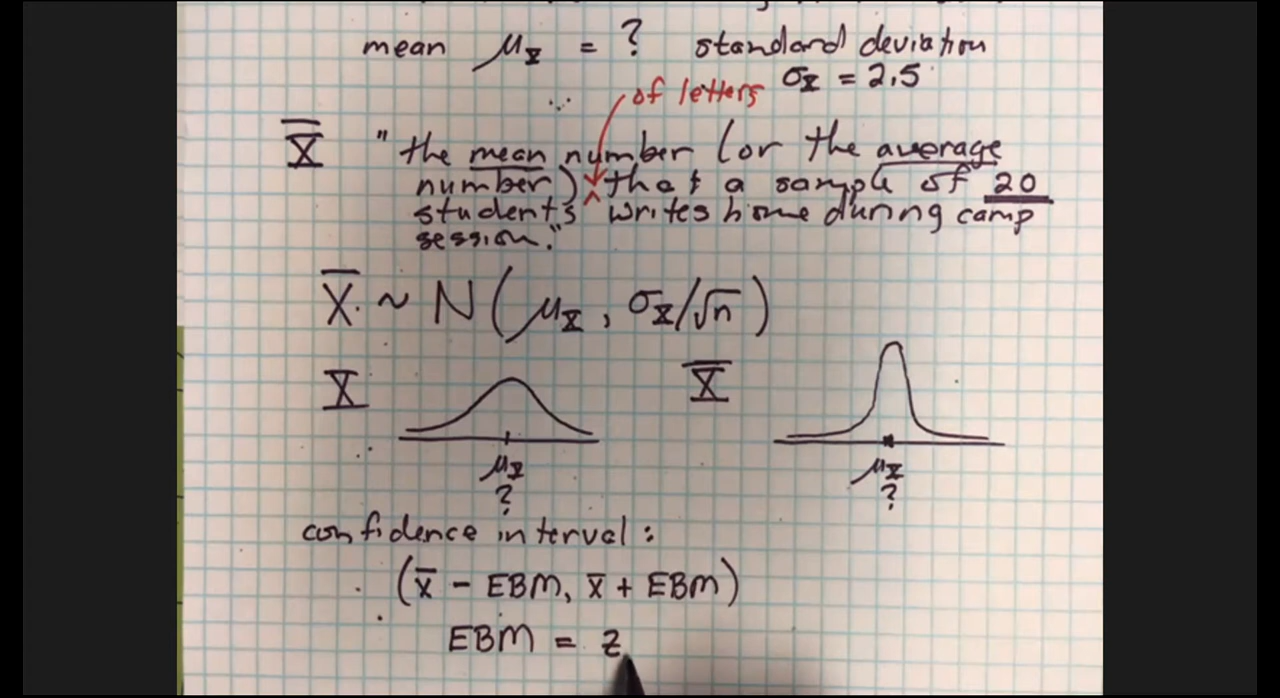 mean μx = ? standard deviation
σx = 2.5
of letters
X̅ "the mean number (or the average
number) ^ that a sample of 20
students writes home during camp
session."
X̅ ~ N(μx, σx/√n)
X X̅
μx μx
? ?
confidence interval:
(x̅ - EBM, x̅ + EBM)
EBM = z